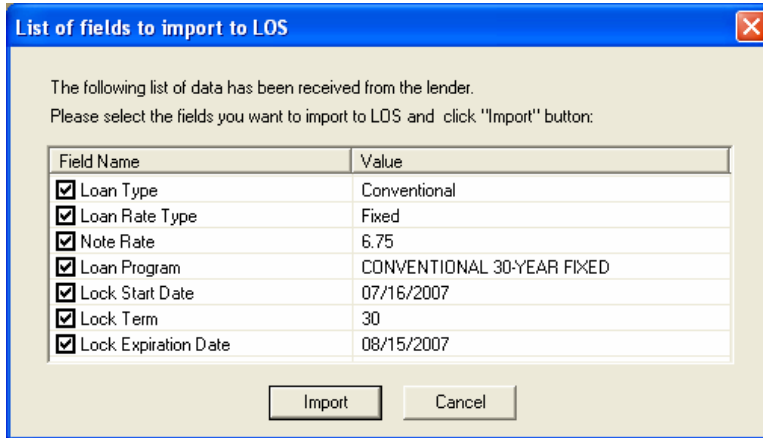 List of fields to import to LOS
The following list of data has been received from the lender.
Please select the fields you want to import to LOS and click "Import" button:
Field Name Value
Loan Type Conventional
Loan Rate Type Fixed
Note Rate 6.75
Loan Program CONVENTIONAL 30-YEAR FIXED
Lock Start Date 07/16/2007
Lock Term 30
Lock Expiration Date 08/15/2007
Import Cancel